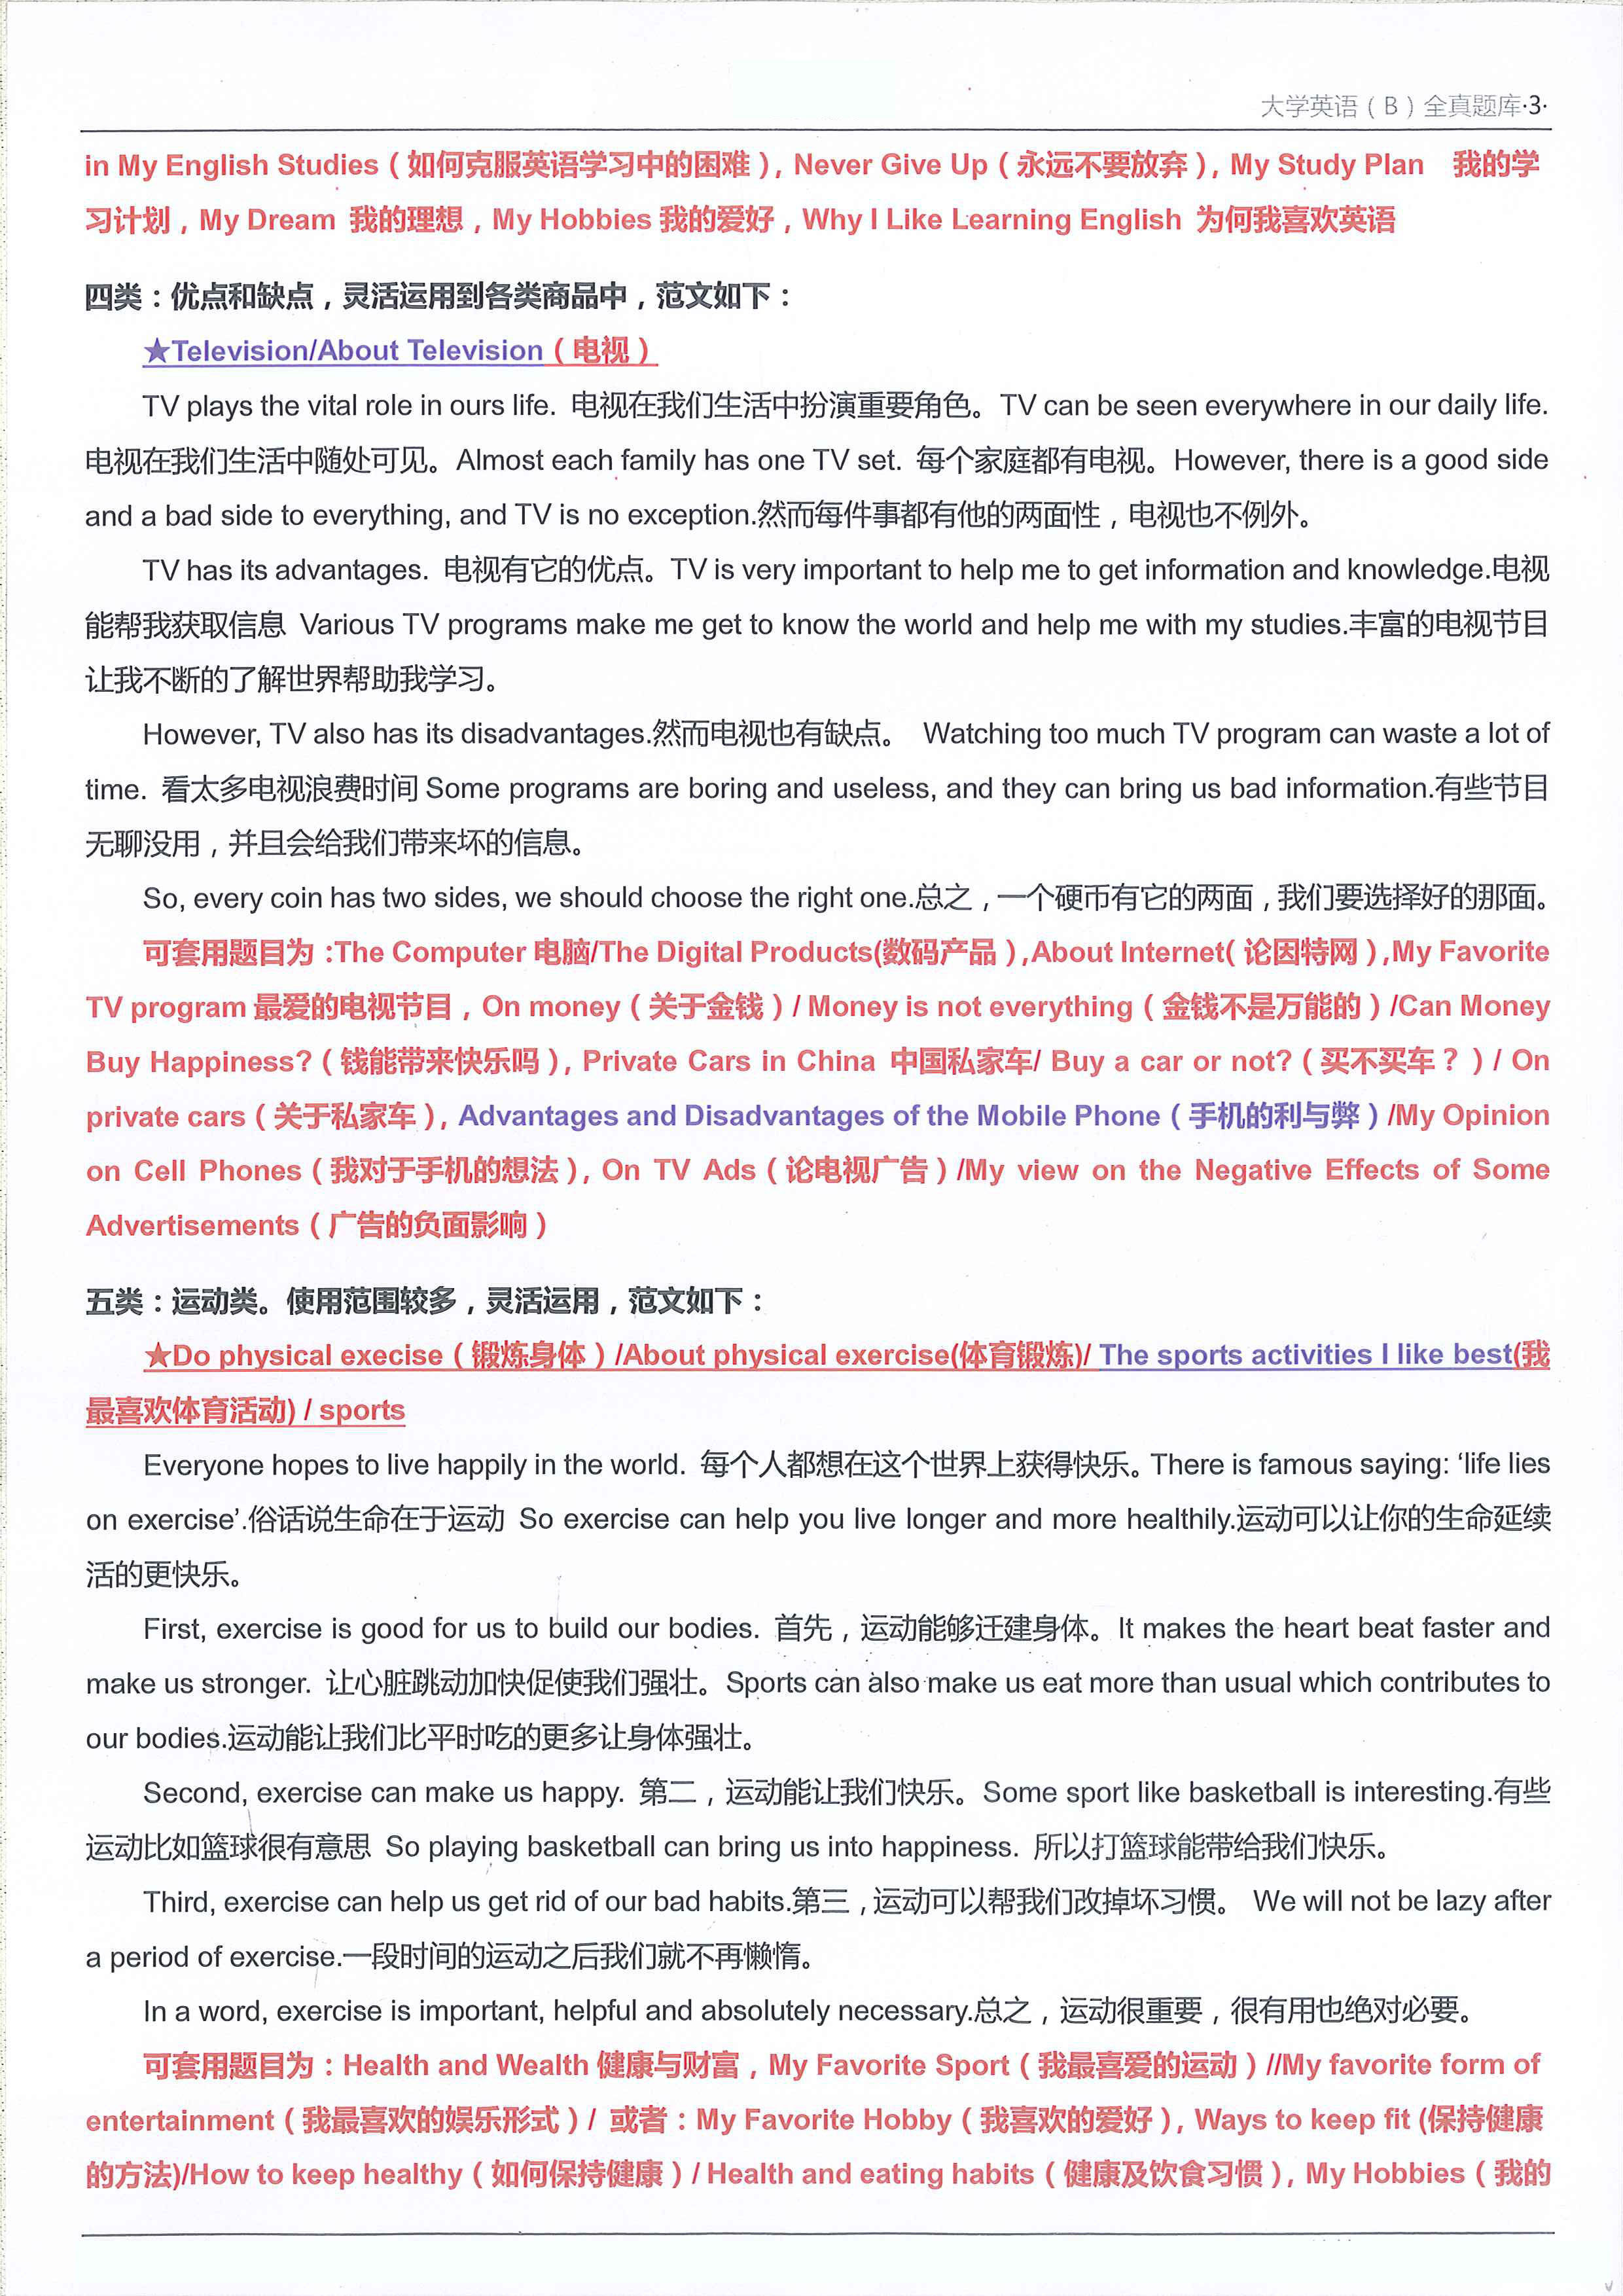 大学英语（B）全真题库·3·
in My English Studies（如何克服英语学习中的困难）, Never Give Up（永远不要放弃）, My Study Plan 我的学
习计划，My Dream 我的理想，My Hobbies 我的爱好，Why I Like Learning English 为何我喜欢英语
四类：优点和缺点，灵活运用到各类商品中，范文如下：
★Television/About Television（电视）
TV plays the vital role in ours life. 电视在我们生活中扮演重要角色。TV can be seen everywhere in our daily life.
电视在我们生活中随处可见。Almost each family has one TV set. 每个家庭都有电视。However, there is a good side
and a bad side to everything, and TV is no exception.然而每件事都有他的两面性，电视也不例外。
TV has its advantages. 电视有它的优点。TV is very important to help me to get information and knowledge.电视
能帮我获取信息 Various TV programs make me get to know the world and help me with my studies.丰富的电视节目
让我不断的了解世界帮助我学习。
However, TV also has its disadvantages.然而电视也有缺点。 Watching too much TV program can waste a lot of
time. 看太多电视浪费时间 Some programs are boring and useless, and they can bring us bad information.有些节目
无聊没用，并且会给我们带来坏的信息。
So, every coin has two sides, we should choose the right one.总之，一个硬币有它的两面，我们要选择好的那面。
可套用题目为：The Computer 电脑/The Digital Products(数码产品）,About Internet(论因特网）,My Favorite
TV program 最爱的电视节目，On money（关于金钱）/ Money is not everything（金钱不是万能的）/Can Money
Buy Happiness?（钱能带来快乐吗）, Private Cars in China 中国私家车/ Buy a car or not?（买不买车？）/ On
private cars（关于私家车）, Advantages and Disadvantages of the Mobile Phone（手机的利与弊）/My Opinion
on Cell Phones（我对于手机的想法）, On TV Ads（论电视广告）/My view on the Negative Effects of Some
Advertisements（广告的负面影响）
五类：运动类。使用范围较多，灵活运用，范文如下：
★Do physical execise（锻炼身体）/About physical exercise(体育锻炼)/ The sports activities I like best(我
最喜欢体育活动) / sports
Everyone hopes to live happily in the world. 每个人都想在这个世界上获得快乐。There is famous saying: ‘life lies
on exercise’.俗话说生命在于运动 So exercise can help you live longer and more healthily.运动可以让你的生命延续
活的更快乐。
First, exercise is good for us to build our bodies. 首先，运动能够迁建身体。It makes the heart beat faster and
make us stronger. 让心脏跳动加快促使我们强壮。Sports can also make us eat more than usual which contributes to
our bodies.运动能让我们比平时吃的更多让身体强壮。
Second, exercise can make us happy. 第二，运动能让我们快乐。Some sport like basketball is interesting.有些
运动比如篮球很有意思 So playing basketball can bring us into happiness. 所以打篮球能带给我们快乐。
Third, exercise can help us get rid of our bad habits.第三，运动可以帮我们改掉坏习惯。 We will not be lazy after
a period of exercise.一段时间的运动之后我们就不再懒惰。
In a word, exercise is important, helpful and absolutely necessary.总之，运动很重要，很有用也绝对必要。
可套用题目为：Health and Wealth 健康与财富，My Favorite Sport（我最喜爱的运动）//My favorite form of
entertainment（我最喜欢的娱乐形式）/ 或者：My Favorite Hobby（我喜欢的爱好）, Ways to keep fit (保持健康
的方法)/How to keep healthy（如何保持健康）/ Health and eating habits（健康及饮食习惯）, My Hobbies（我的